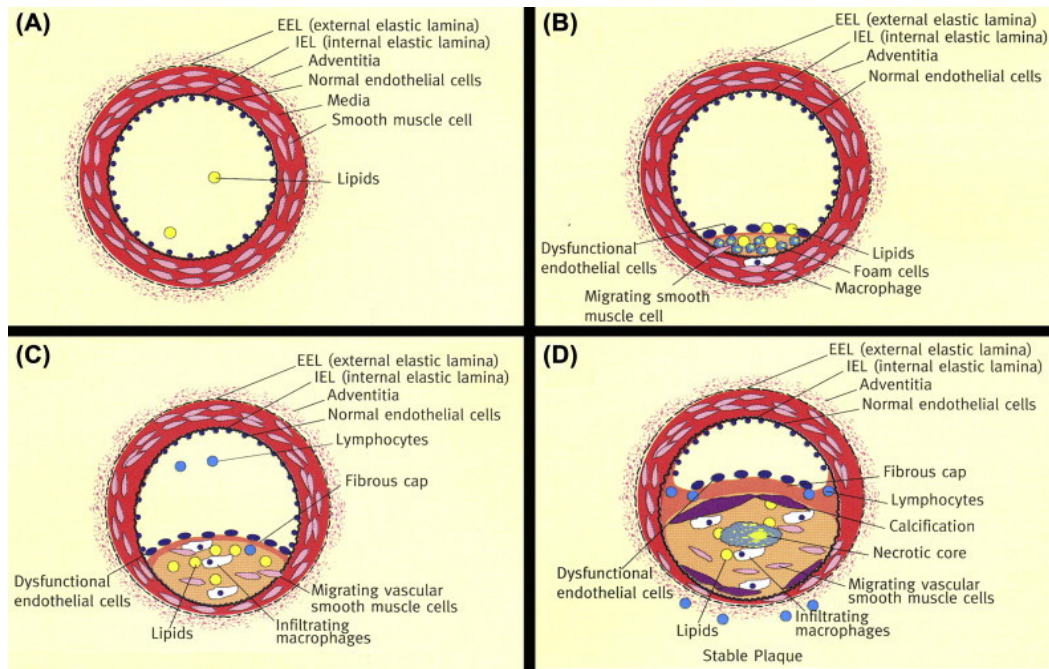 (A)
EEL (external elastic lamina)
IEL (internal elastic lamina)
Adventitia
Normal endothelial cells
Media
Smooth muscle cell
Lipids
(B)
EEL (external elastic lamina)
IEL (internal elastic lamina)
Adventitia
Normal endothelial cells
Dysfunctional
endothelial cells
Lipids
Foam cells
Macrophage
Migrating smooth
muscle cell
(C)
EEL (external elastic lamina)
IEL (internal elastic lamina)
Adventitia
Normal endothelial cells
Lymphocytes
Fibrous cap
Dysfunctional
endothelial cells
Lipids
Infiltrating
macrophages
Migrating vascular
smooth muscle cells
(D)
EEL (external elastic lamina)
IEL (internal elastic lamina)
Adventitia
Normal endothelial cells
Fibrous cap
Lymphocytes
Calcification
Necrotic core
Dysfunctional
endothelial cells
Migrating vascular
smooth muscle cells
Lipids
Infiltrating
macrophages
Stable Plaque